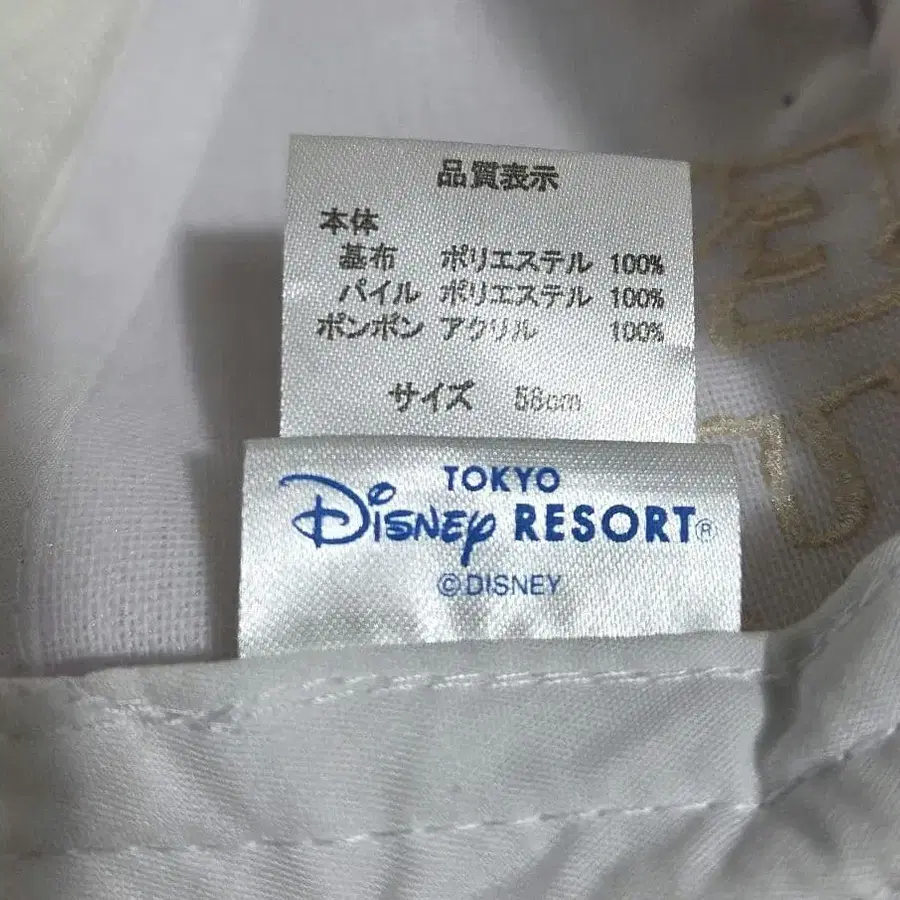 品質表示
本体
基布 ポリエステル 100%
パイル ポリエステル 100%
ポンポン アクリル 100%
サイズ 58cm
TOKYO
Disney RESORT®
©DISNEY